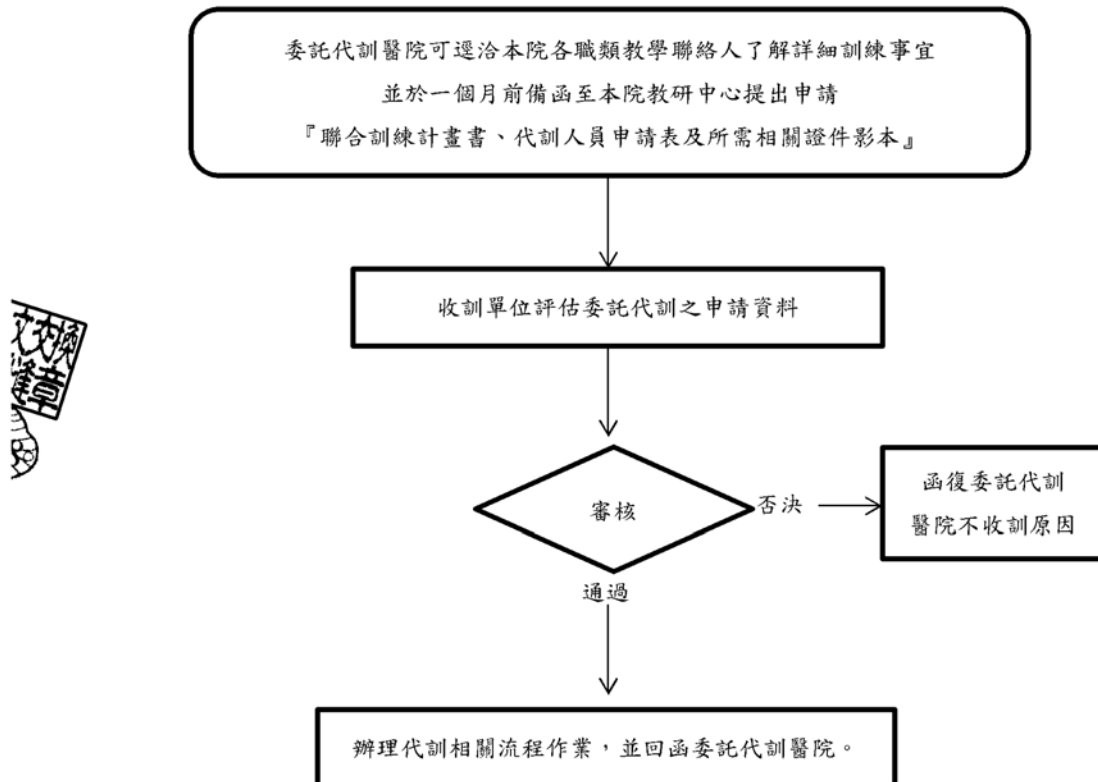 委託代訓醫院可逕洽本院各職類教學聯絡人了解詳細訓練事宜
並於一個月前備函至本院教研中心提出申請
『聯合訓練計畫書、代訓人員申請表及所需相關證件影本』
收訓單位評估委託代訓之申請資料
交換
縫章
審核
否決
函復委託代訓
醫院不收訓原因
通過
辦理代訓相關流程作業，並回函委託代訓醫院。